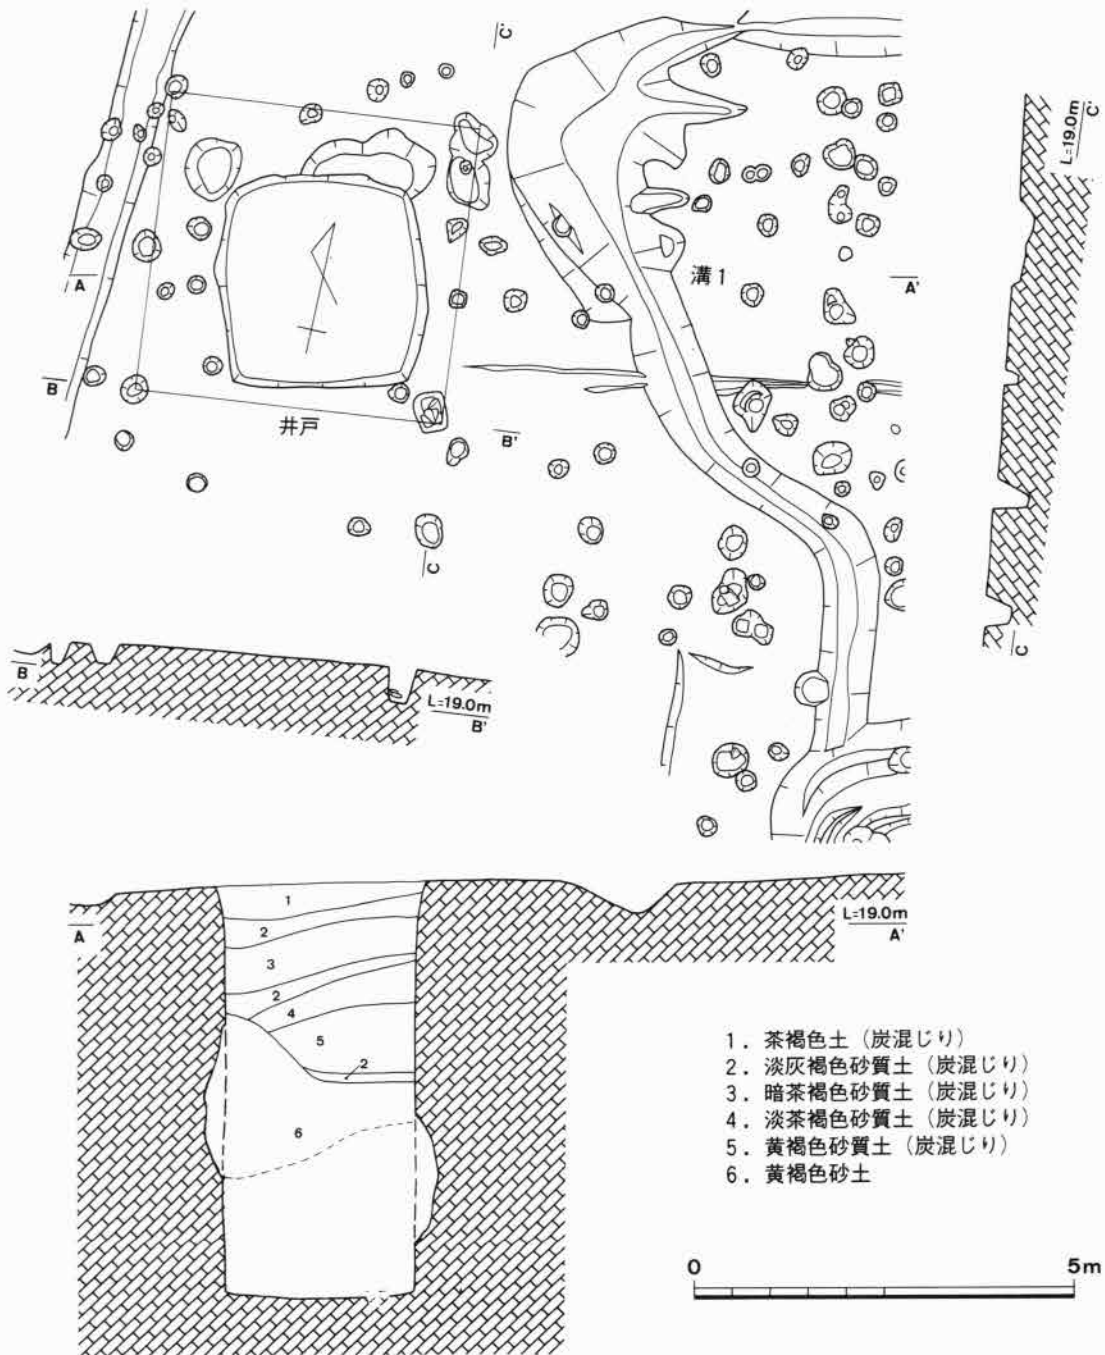 C'
L=19.0m
C'
溝1
A
A'
B
井戸
B'
C
C
B
L=19.0m
B'
1
A
L=19.0m
A'
2
3
2
4
5
2
6
1. 茶褐色土(炭混じり)
2. 淡灰褐色砂質土(炭混じり)
3. 暗茶褐色砂質土(炭混じり)
4. 淡茶褐色砂質土(炭混じり)
5. 黄褐色砂質土(炭混じり)
6. 黄褐色砂土
0 5m